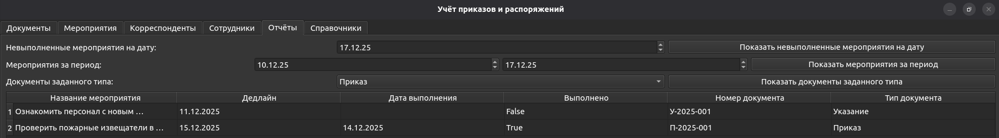 Учёт приказов и распоряжений
Документы Мероприятия Корреспонденты Сотрудники Отчёты Справочники
Невыполненные мероприятия на дату: 17.12.25 Показать невыполненные мероприятия на дату
Мероприятия за период: 10.12.25 17.12.25 Показать мероприятия за период
Документы заданного типа: Приказ Показать документы заданного типа
Название мероприятия Дедлайн Дата выполнения Выполнено Номер документа Тип документа
1 Ознакомить персонал с новым … 11.12.2025 False У-2025-001 Указание
2 Проверить пожарные извещатели в … 15.12.2025 14.12.2025 True П-2025-001 Приказ